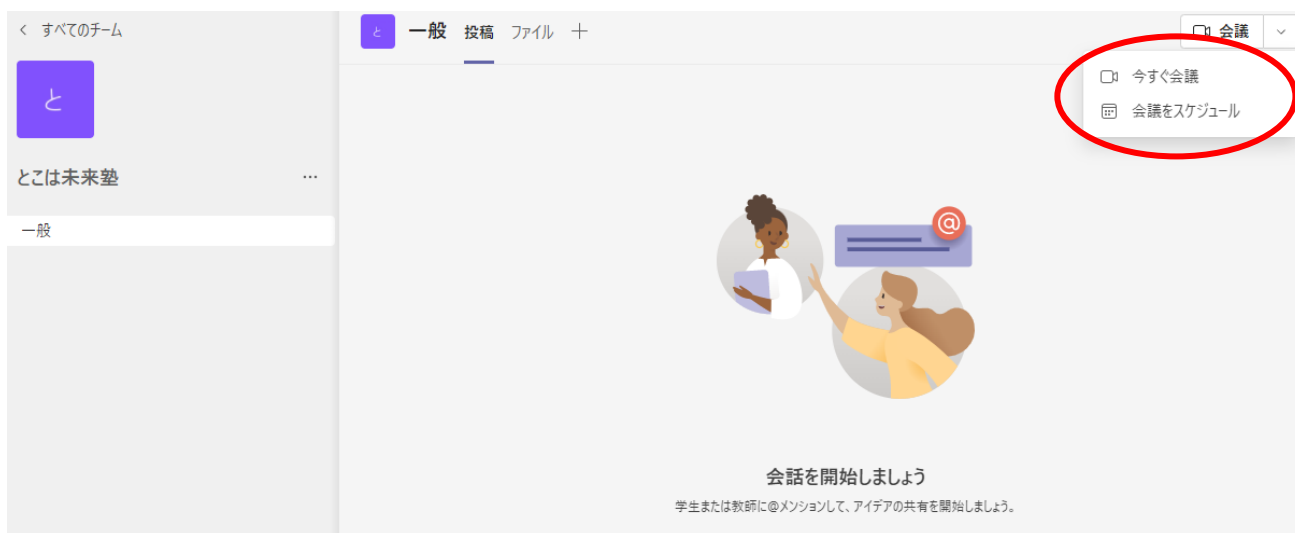 < すべてのチーム
と 一般 投稿 ファイル + 会議
今すぐ会議
会議をスケジュール
と
とこは未来塾 …
一般
@
会話を開始しましょう
学生または教師に@メンションして、アイデアの共有を開始しましょう。